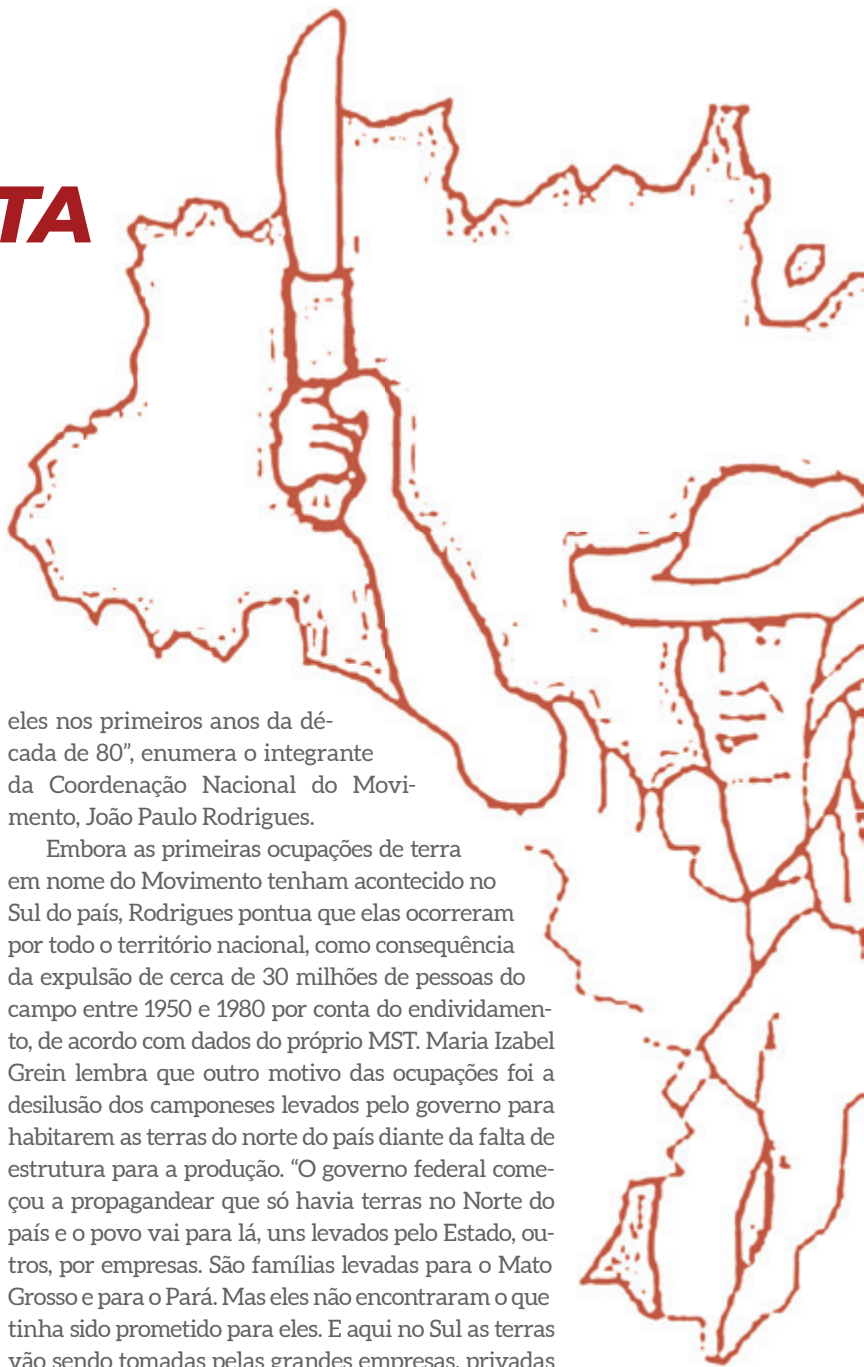 TA
eles nos primeiros anos da dé-
cada de 80”, enumera o integrante
da Coordenação Nacional do Movi-
mento, João Paulo Rodrigues.
Embora as primeiras ocupações de terra
em nome do Movimento tenham acontecido no
Sul do país, Rodrigues pontua que elas ocorreram
por todo o território nacional, como consequência
da expulsão de cerca de 30 milhões de pessoas do
campo entre 1950 e 1980 por conta do endividamen-
to, de acordo com dados do próprio MST. Maria Izabel
Grein lembra que outro motivo das ocupações foi a
desilusão dos camponeses levados pelo governo para
habitarem as terras do norte do país diante da falta de
estrutura para a produção. “O governo federal come-
çou a propagandear que só havia terras no Norte do
país e o povo vai para lá, uns levados pelo Estado, ou-
tros, por empresas. São famílias levadas para o Mato
Grosso e para o Pará. Mas eles não encontraram o que
tinha sido prometido para eles. E aqui no Sul as terras
vão sendo tomadas pelas grandes empresas, privadas